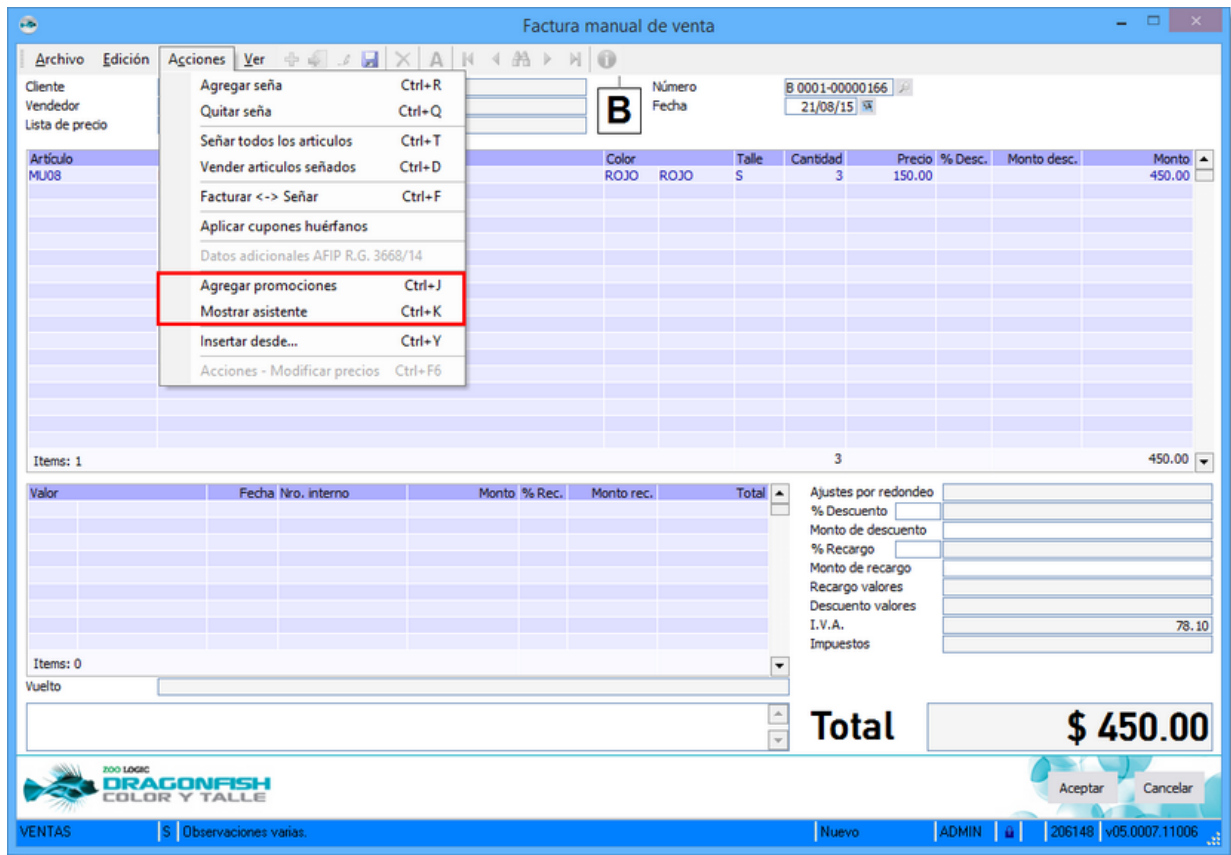 Factura manual de venta
Archivo Edición Acciones Ver
Cliente
Vendedor
Lista de precio
Agregar seña Ctrl+R
Quitar seña Ctrl+Q
Señar todos los articulos Ctrl+T
Vender articulos señados Ctrl+D
Facturar <-> Señar Ctrl+F
Aplicar cupones huérfanos
Datos adicionales AFIP R.G. 3668/14
Agregar promociones Ctrl+J
Mostrar asistente Ctrl+K
Insertar desde... Ctrl+Y
Acciones - Modificar precios Ctrl+F6
B
Número B 0001-00000166
Fecha 21/08/15
Artículo Color Talle Cantidad Precio % Desc. Monto desc. Monto
MU08 ROJO ROJO S 3 150.00 450.00
Items: 1 3 450.00
Valor Fecha Nro. interno Monto % Rec. Monto rec. Total
Items: 0
Vuelto
Ajustes por redondeo
% Descuento
Monto de descuento
% Recargo
Monto de recargo
Recargo valores
Descuento valores
I.V.A. 78.10
Impuestos
Total $ 450.00
ZOO LOGIC
DRAGONFISH
COLOR Y TALLE
Aceptar Cancelar
VENTAS S Observaciones varias. Nuevo ADMIN 206148 v05.0007.11006